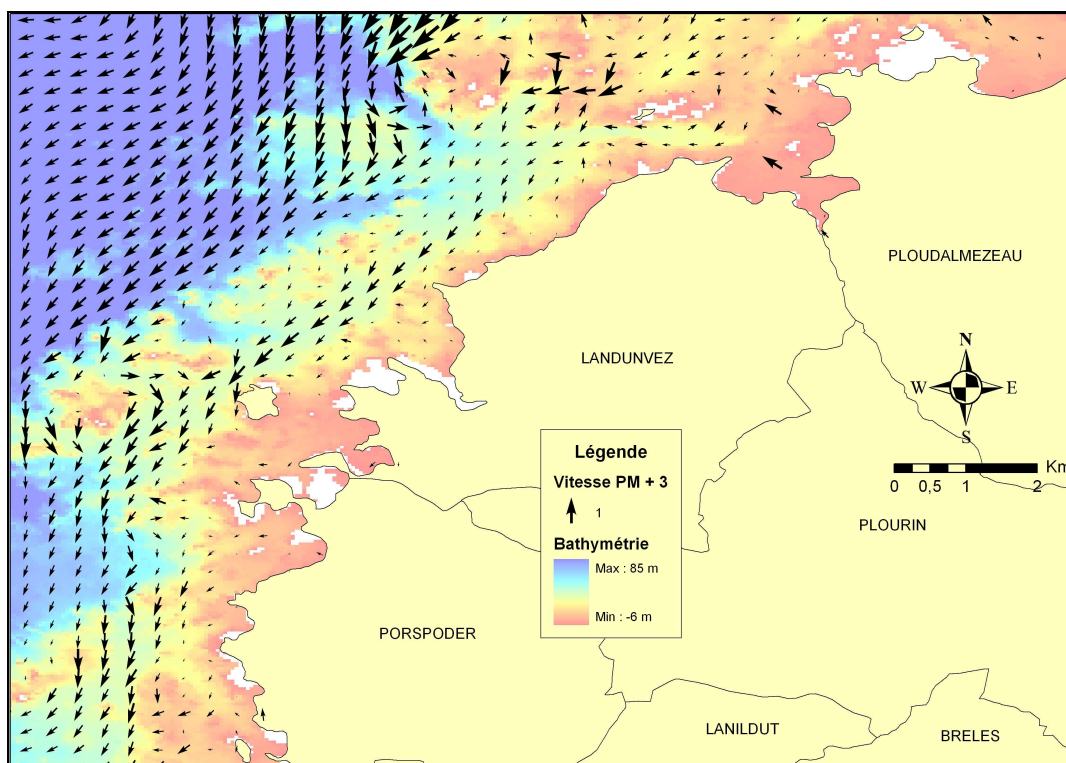 PLOUDALMEZEAU
LANDUNVEZ
N
W E
S
Légende
Vitesse PM + 3
1
Km
0 0,5 1 2
PLOURIN
Bathymétrie
Max : 85 m
Min : -6 m
PORSPODER
LANILDUT
BRELES